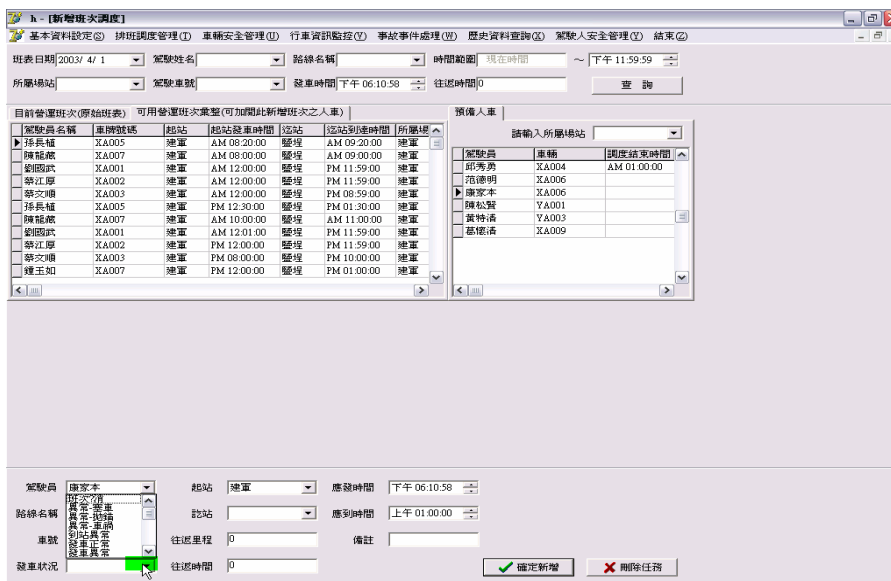 h - [新增班次調度]
基本資料設定(S) 排班調度管理(T) 車輛安全管理(U) 行車資訊監控(V) 事故事件處理(W) 歷史資料查詢(X) 駕駛人安全管理(Y) 結束(Z)
班表日期 2003/ 4/ 1 駕駛姓名 路線名稱 時間範圍 現在時間 ~ 下午 11:59:59
所屬場站 駕駛車號 發車時間 下午 06:10:58 往返時間 0 查 詢
目前營運班次(原始班表) 可用營運班次彙整(可加開此新增班次之人車) 預備人車
請輸入所屬場站
駕駛員名稱 車牌號碼 起站 起站發車時間 迄站 迄站到達時間 所屬場
孫長植 XA005 建軍 AM 08:20:00 鹽埕 AM 09:20:00 建軍
陳龍徽 XA007 建軍 AM 08:00:00 鹽埕 AM 09:00:00 建軍
劉國武 XA001 建軍 AM 12:00:00 鹽埕 PM 11:59:00 建軍
蔡江厚 XA002 建軍 AM 12:00:00 鹽埕 PM 11:59:00 建軍
蔡交順 XA003 建軍 AM 12:00:00 鹽埕 PM 08:59:00 建軍
孫長植 XA005 建軍 PM 12:30:00 鹽埕 PM 01:30:00 建軍
陳龍徽 XA007 建軍 AM 10:00:00 鹽埕 AM 11:00:00 建軍
劉國武 XA001 建軍 AM 12:01:00 鹽埕 PM 11:59:00 建軍
蔡江厚 XA002 建軍 PM 12:00:00 鹽埕 PM 11:59:00 建軍
蔡交順 XA003 建軍 PM 08:00:00 鹽埕 PM 10:00:00 建軍
鍾玉如 XA007 建軍 PM 12:00:00 鹽埕 PM 01:00:00 建軍
駕駛員 車輛 調度結束時間
邱秀勇 XA004 AM 01:00:00
范德明 XA006
康家本 XA006
陳松賢 YA001
黃特清 YA003
葛懷清 XA009
駕駛員 康家本 起站 建軍 應發時間 下午 06:10:58
班次?消
異常-塞車
路線名稱 異常-拋錨 訖站 應到時間 上午 01:00:00
異常-車禍
到站異常
車號 發車正常 往返里程 0 備註
發車異常
發車狀況 往返時間 0 確定新增 刪除任務